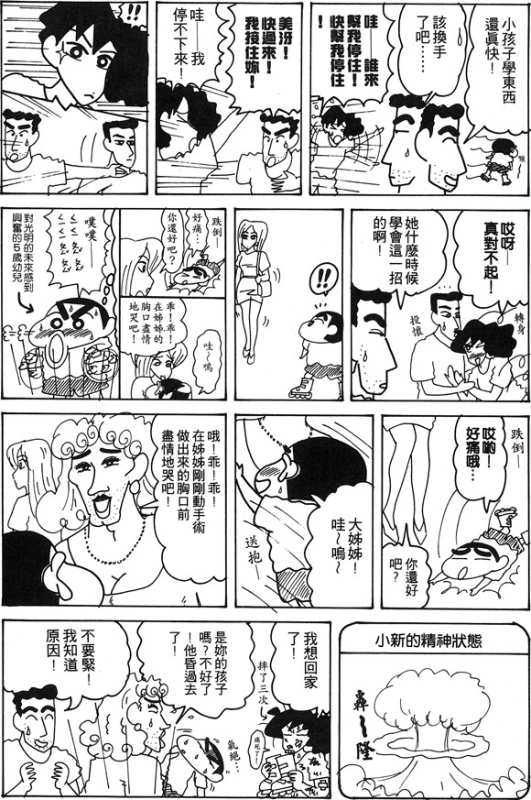 小孩子學東西
還真快！
該換手
了吧…
哇─誰來
幫我停住！
快幫我停住
！！
美汾！
快過來！
我接住妳！
哇─我
停不下來！
哎呀─
真對不起！
轉身
投懷
她什麼時候
學會這一招
的啊！
！！
跌倒─
好痛…
你還好吧？
哇～嗚
乖！乖！
在姊姊的
胸口盡情
地哭吧！
噗噗─
對光明的未來感到
興奮的5歲幼兒
跌倒─
哎喲！
好痛哦…
你還好
吧？
大姊姊！
哇～嗚～
送抱
哦！乖！乖！
在姊姊剛剛動手術
做出來的胸口前
盡情地哭吧！
小新的精神狀態
轟～隆
我想回家
了！
摔了三次
痛死了！
是妳的孩子
嗎？不好了
！他昏過去
了！
氣絕…
不要緊！
我知道
原因！